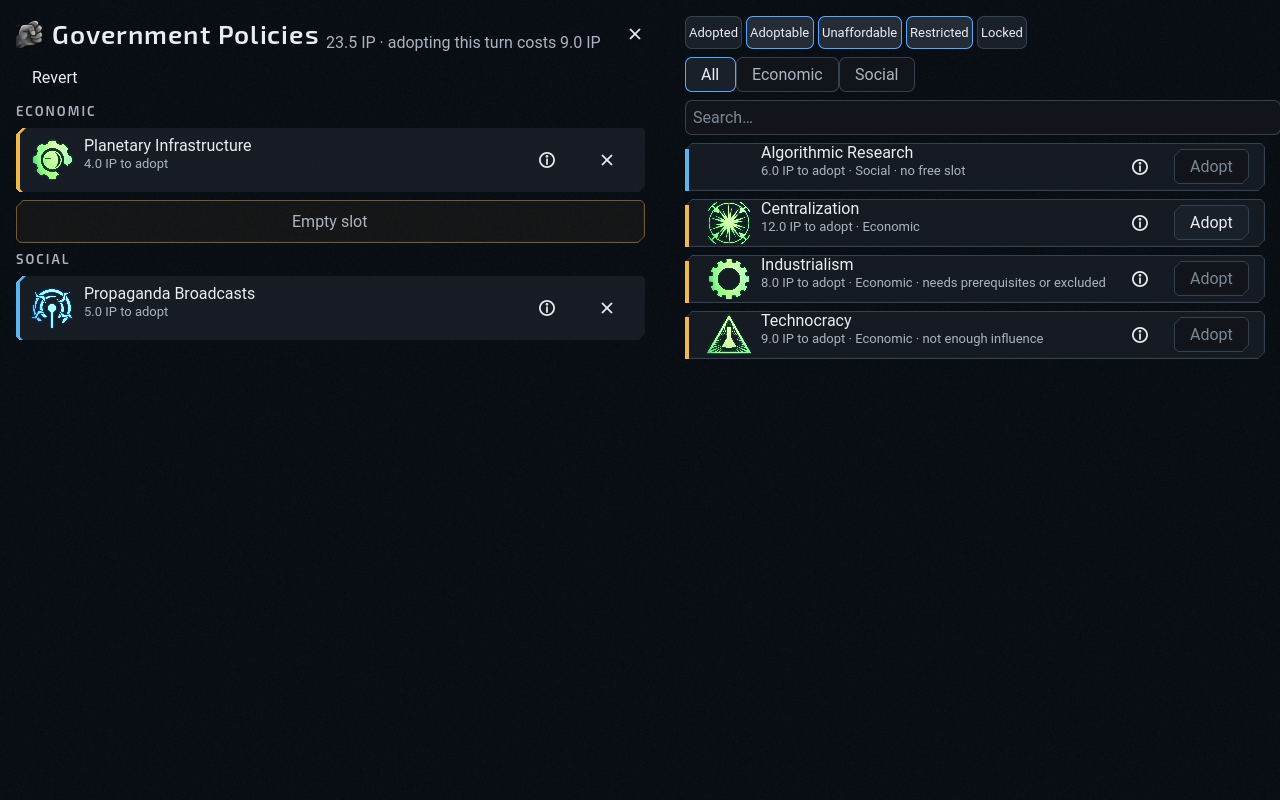 Government Policies 23.5 IP · adopting this turn costs 9.0 IP
Revert
ECONOMIC
Planetary Infrastructure
4.0 IP to adopt
Empty slot
SOCIAL
Propaganda Broadcasts
5.0 IP to adopt
Adopted Adoptable Unaffordable Restricted Locked
All Economic Social
Search...
Algorithmic Research
6.0 IP to adopt · Social · no free slot
Adopt
Centralization
12.0 IP to adopt · Economic
Adopt
Industrialism
8.0 IP to adopt · Economic · needs prerequisites or excluded
Adopt
Technocracy
9.0 IP to adopt · Economic · not enough influence
Adopt